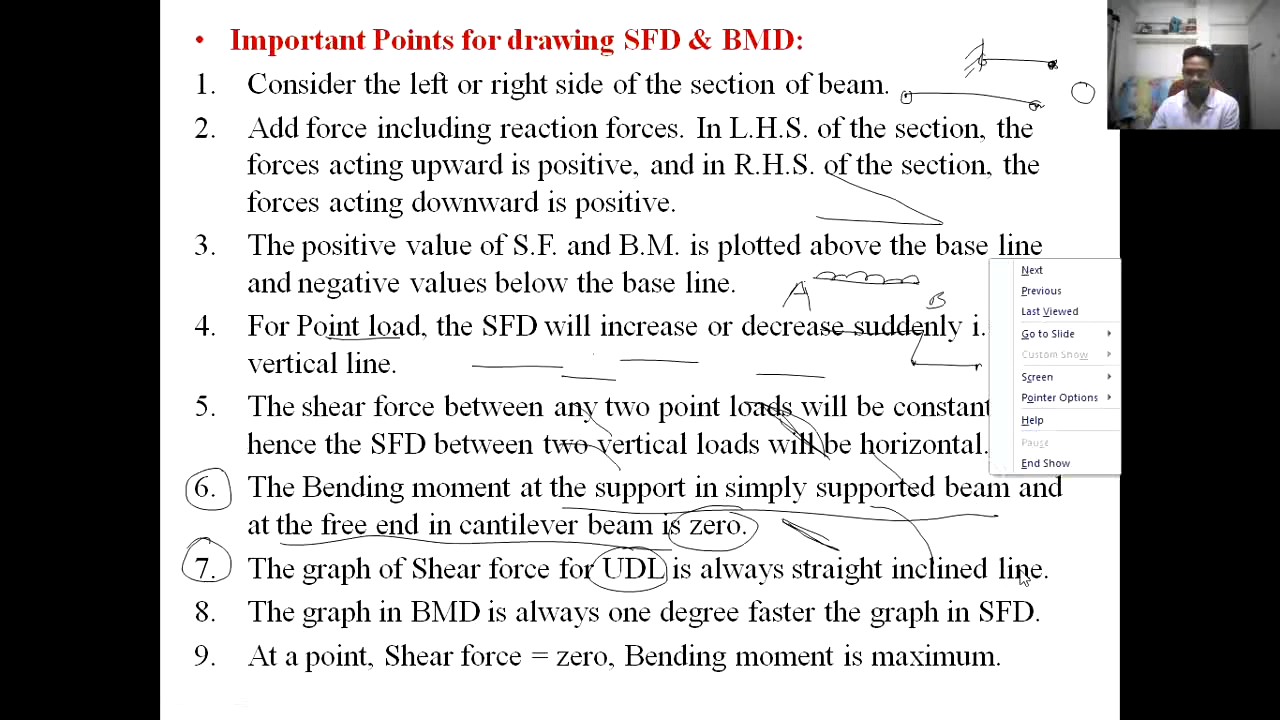 • Important Points for drawing SFD & BMD:
1. Consider the left or right side of the section of beam.
2. Add force including reaction forces. In L.H.S. of the section, the
forces acting upward is positive, and in R.H.S. of the section, the
forces acting downward is positive.
3. The positive value of S.F. and B.M. is plotted above the base line
and negative values below the base line.
A
B
4. For Point load, the SFD will increase or decrease suddenly i.
vertical line.
5. The shear force between any two point loads will be constant
hence the SFD between two vertical loads will be horizontal.
6. The Bending moment at the support in simply supported beam and
at the free end in cantilever beam is zero.
7. The graph of Shear force for UDL is always straight inclined line.
8. The graph in BMD is always one degree faster the graph in SFD.
9. At a point, Shear force = zero, Bending moment is maximum.
Next
Previous
Last Viewed
Go to Slide
Custom Show
Screen
Pointer Options
Help
Pause
End Show